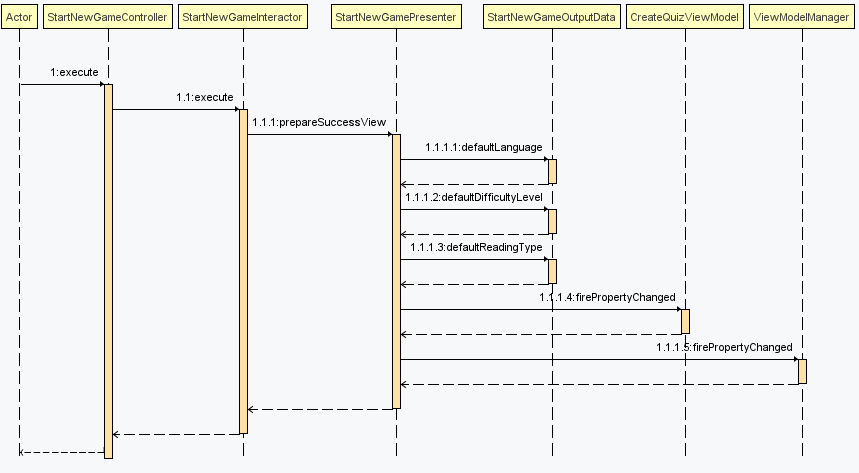 Actor
StartNewGameController
StartNewGameInteractor
StartNewGamePresenter
StartNewGameOutputData
CreateQuizViewModel
ViewModelManager
1:execute
1.1:execute
1.1.1:prepareSuccessView
1.1.1.1:defaultLanguage
1.1.1.2:defaultDifficultyLevel
1.1.1.3:defaultReadingType
1.1.1.4:firePropertyChanged
1.1.1.5:firePropertyChanged